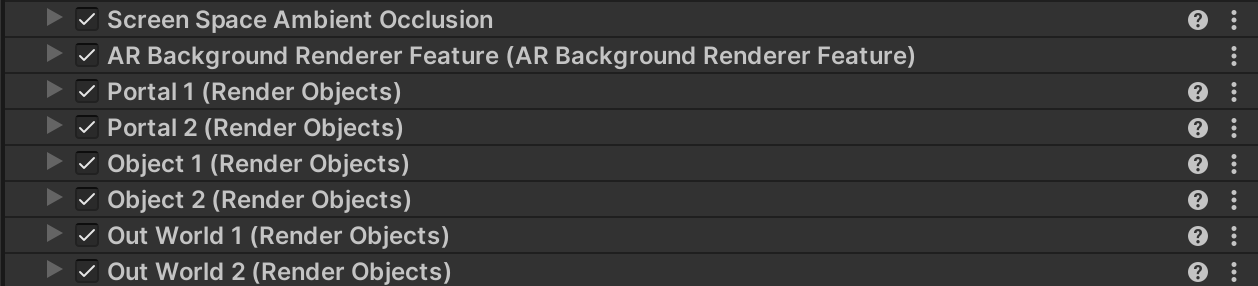 Screen Space Ambient Occlusion
AR Background Renderer Feature (AR Background Renderer Feature)
Portal 1 (Render Objects)
Portal 2 (Render Objects)
Object 1 (Render Objects)
Object 2 (Render Objects)
Out World 1 (Render Objects)
Out World 2 (Render Objects)